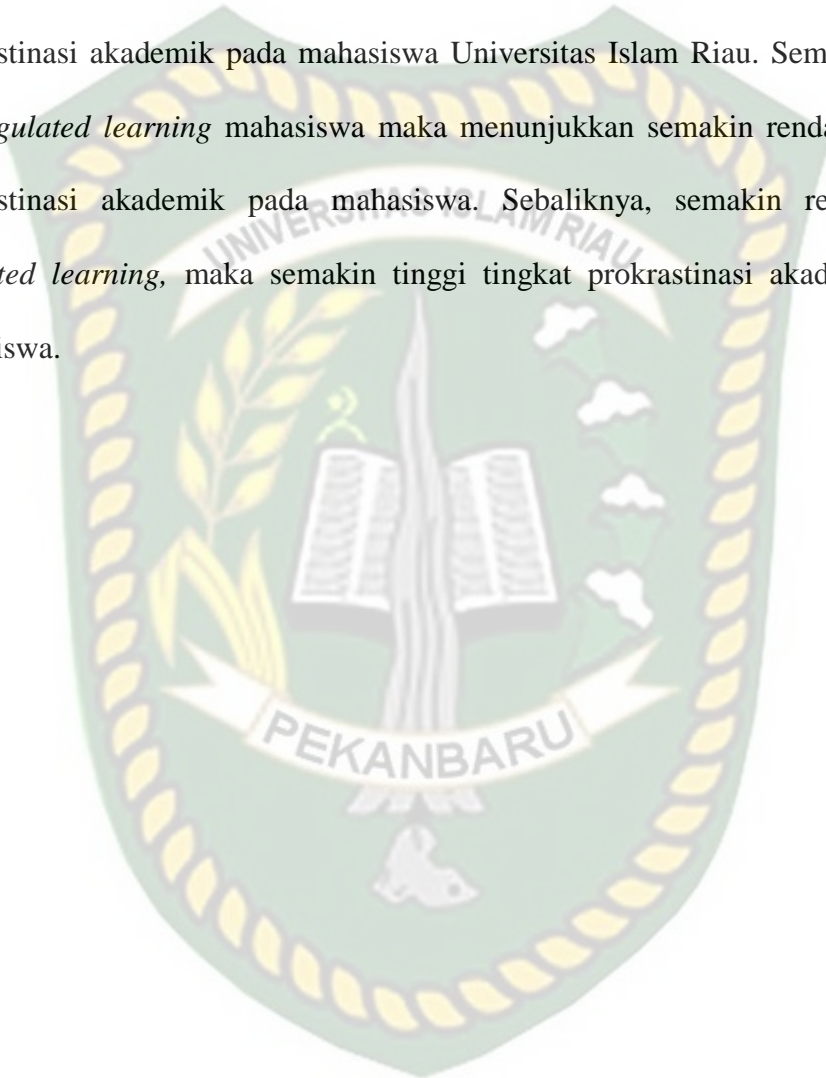 stinasi akademik pada mahasiswa Universitas Islam Riau. Sem
gulated learning mahasiswa maka menunjukkan semakin renda
stinasi akademik pada mahasiswa. Sebaliknya, semakin re
ted learning, maka semakin tinggi tingkat prokrastinasi akad
iswa.
UNIVERSITAS ISLAM RIAU
PEKANBARU